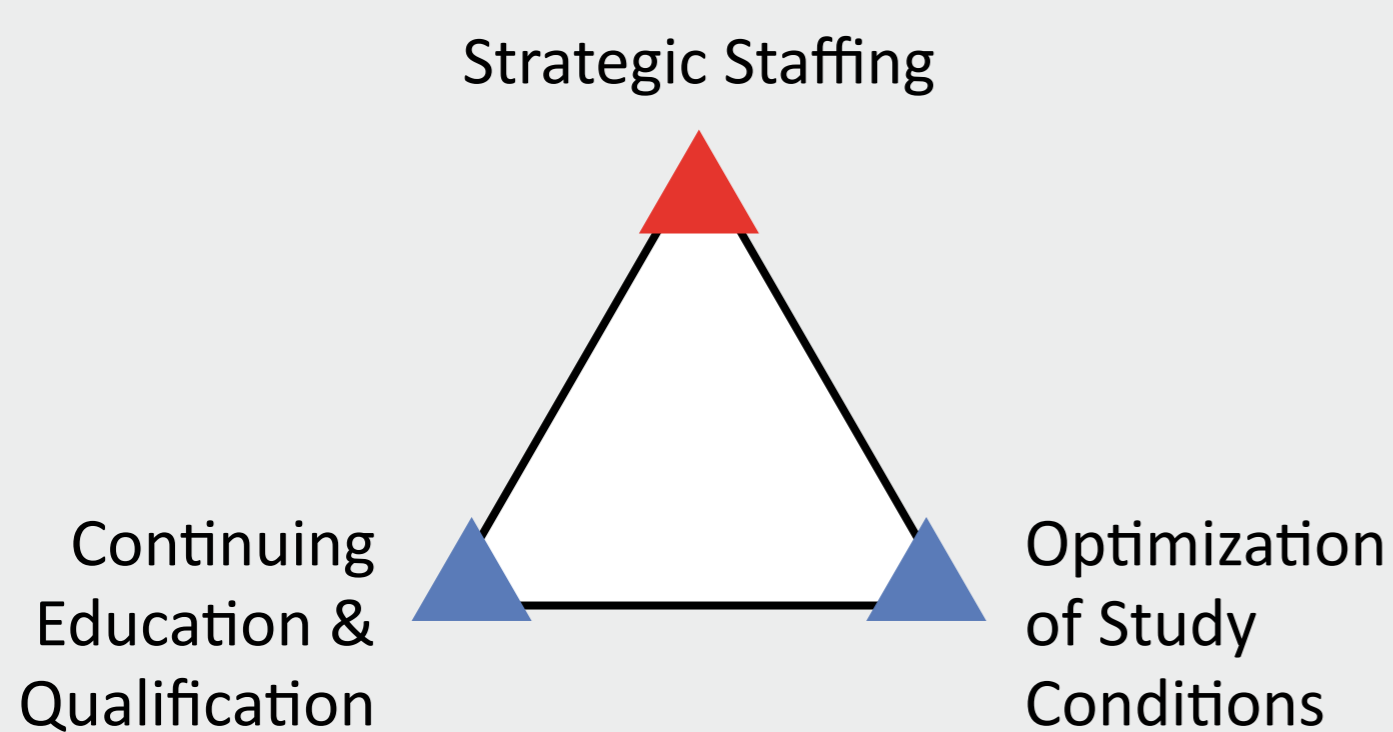 Strategic Staffing
Continuing
Education &
Qualification
Optimization
of Study
Conditions